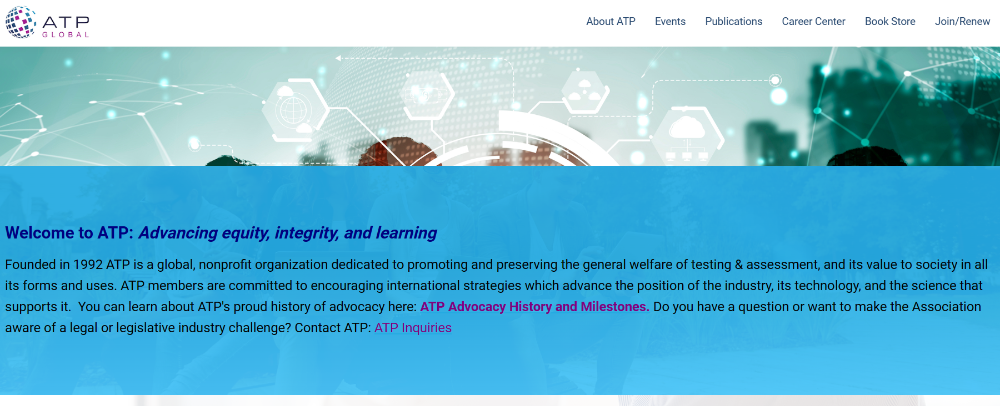 ATP
GLOBAL
About ATP Events Publications Career Center Book Store Join/Renew
Welcome to ATP: Advancing equity, integrity, and learning
Founded in 1992 ATP is a global, nonprofit organization dedicated to promoting and preserving the general welfare of testing & assessment, and its value to society in all
its forms and uses. ATP members are committed to encouraging international strategies which advance the position of the industry, its technology, and the science that
supports it.  You can learn about ATP's proud history of advocacy here: ATP Advocacy History and Milestones. Do you have a question or want to make the Association
aware of a legal or legislative industry challenge? Contact ATP: ATP Inquiries